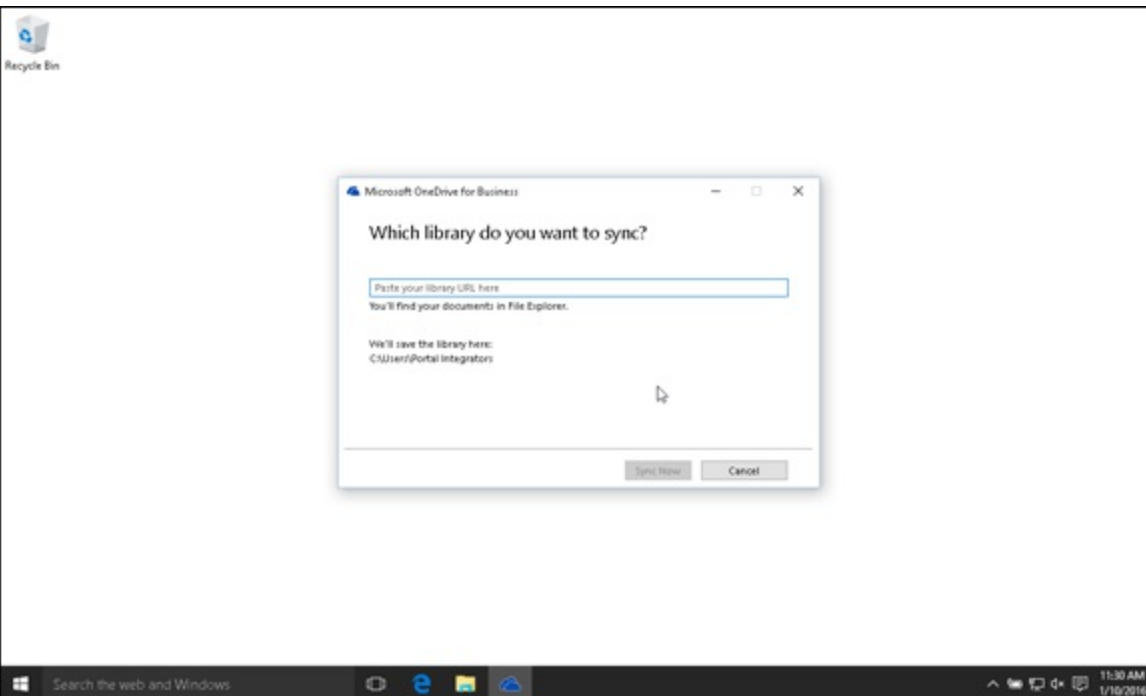 Recycle Bin
Microsoft OneDrive for Business
Which library do you want to sync?
Paste your library URL here
You'll find your documents in File Explorer.
We'll save the library here:
C:\Users\Portal Integrators
Sync Now
Cancel
Search the web and Windows
11:30 AM